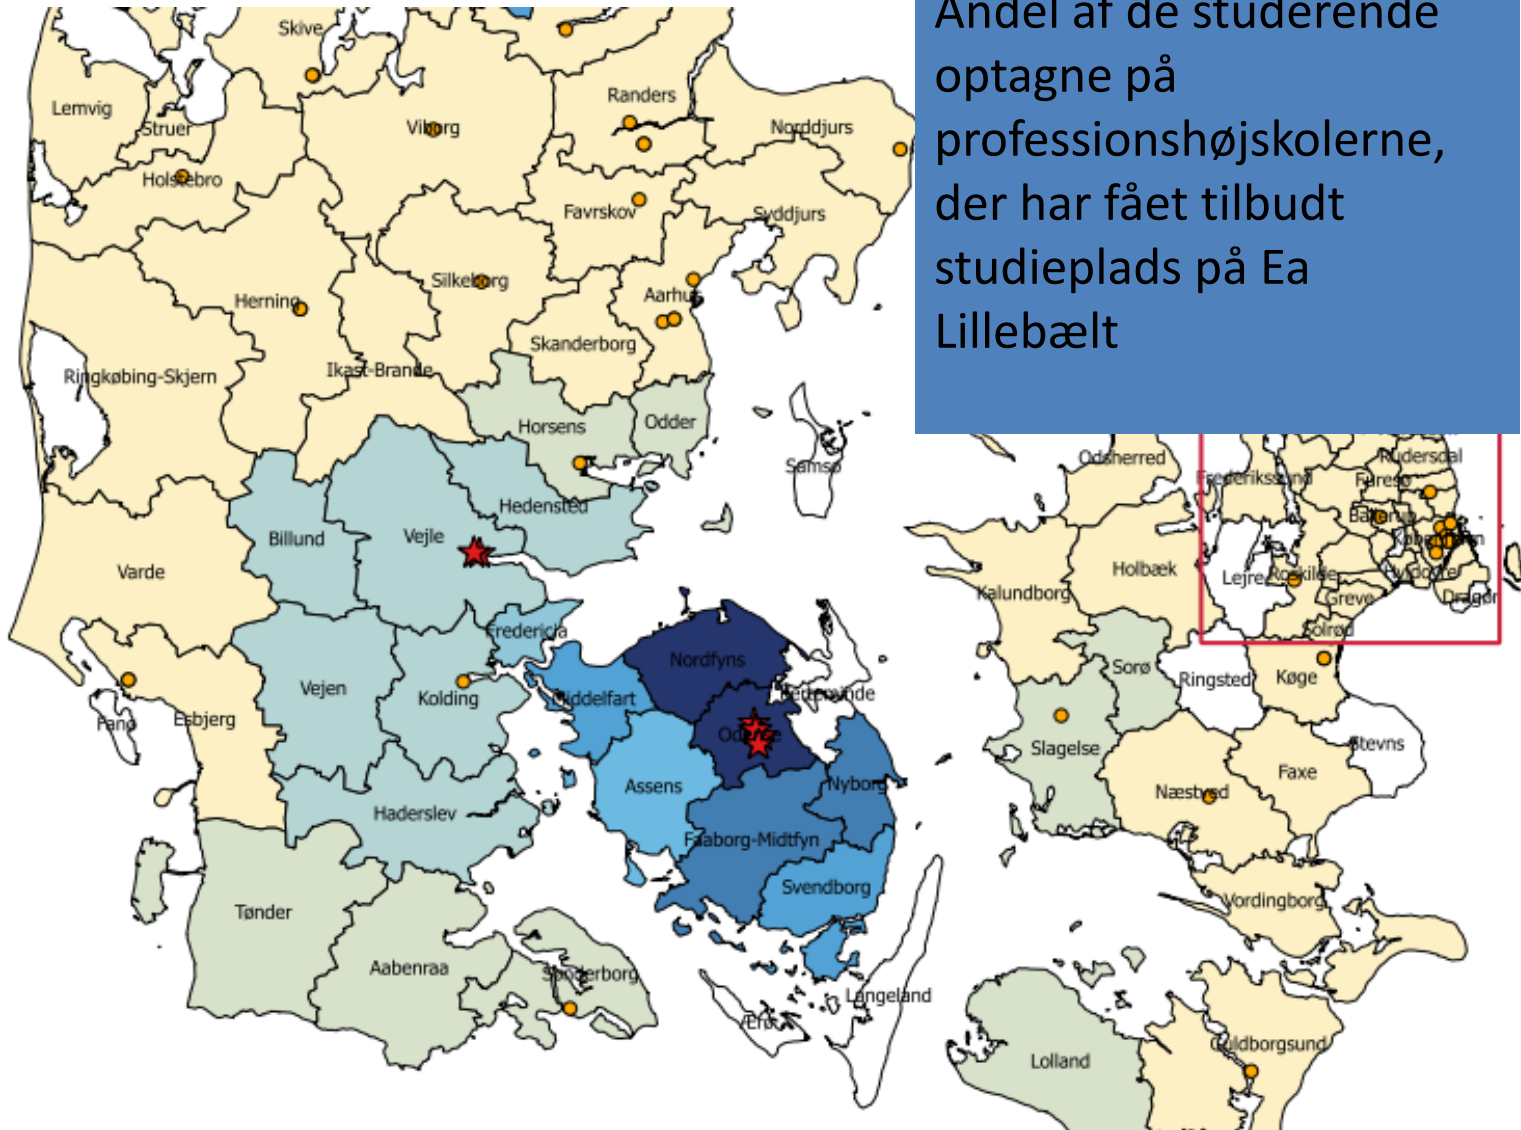 Andel af de studerende
optagne på
professionshøjskolerne,
der har fået tilbudt
studieplads på Ea
Lillebælt
Skive
Lemvig
Randers
Struer
Viborg
Norddjurs
Holstebro
Favrskov
Syddjurs
Silkeborg
Herning
Aarhus
Skanderborg
Ikast-Brande
Ringkøbing-Skjern
Horsens
Odder
Samsø
Odsherred
Rudersdal
Frederikssund
Furesø
Hedensted
Ballerup
Vejle
Billund
København
Varde
Holbæk
Lejre
Roskilde
Hvidovre
Kalundborg
Greve
Dragør
Fredericia
Solrød
Nordfyns
Sorø
Ringsted
Køge
Vejen
Kolding
Middelfart
Kerteminde
Fanø
Esbjerg
Odense
Slagelse
Stevns
Assens
Nyborg
Faxe
Næstved
Haderslev
Faaborg-Midtfyn
Svendborg
Vordingborg
Tønder
Aabenraa
Sønderborg
Langeland
Ærø
Guldborgsund
Lolland